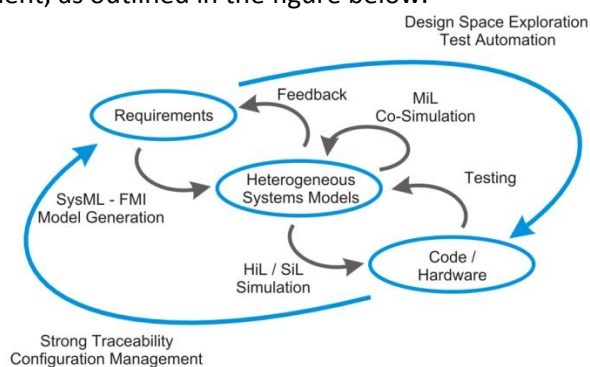 ment, as outlined in the figure below.
Design Space Exploration
Test Automation
Feedback
MiL
Co-Simulation
Requirements
Heterogeneous
Systems Models
Testing
SysML - FMI
Model Generation
HiL / SiL
Simulation
Code /
Hardware
Strong Traceability
Configuration Management